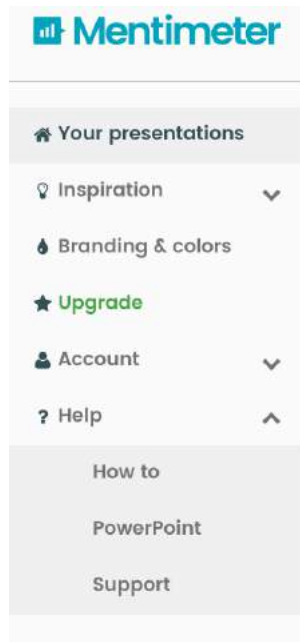 Mentimeter
Your presentations
Inspiration
Branding & colors
Upgrade
Account
? Help
How to
PowerPoint
Support